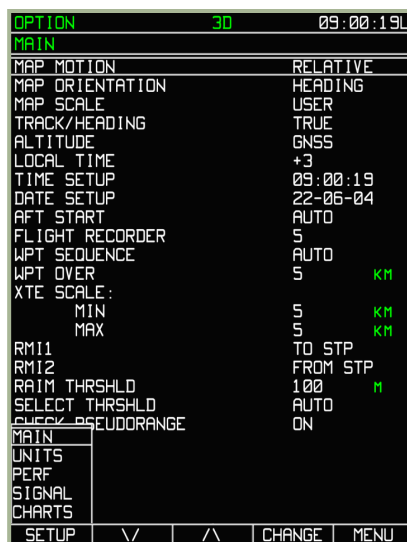 OPTION 3D 09:00:19L
MAIN
MAP MOTION RELATIVE
MAP ORIENTATION HEADING
MAP SCALE USER
TRACK/HEADING TRUE
ALTITUDE GNSS
LOCAL TIME +3
TIME SETUP 09:00:19
DATE SETUP 22-06-04
AFT START AUTO
FLIGHT RECORDER 5
WPT SEQUENCE AUTO
WPT OVER 5 KM
XTE SCALE:
MIN 5 KM
MAX 5 KM
RMI1 TO STP
RMI2 FROM STP
RAIM THRSHLD 100 M
SELECT THRSHLD AUTO
CHECK PSEUDORANGE ON
MAIN
UNITS
PERF
SIGNAL
CHARTS
SETUP \/ /\ CHANGE MENU